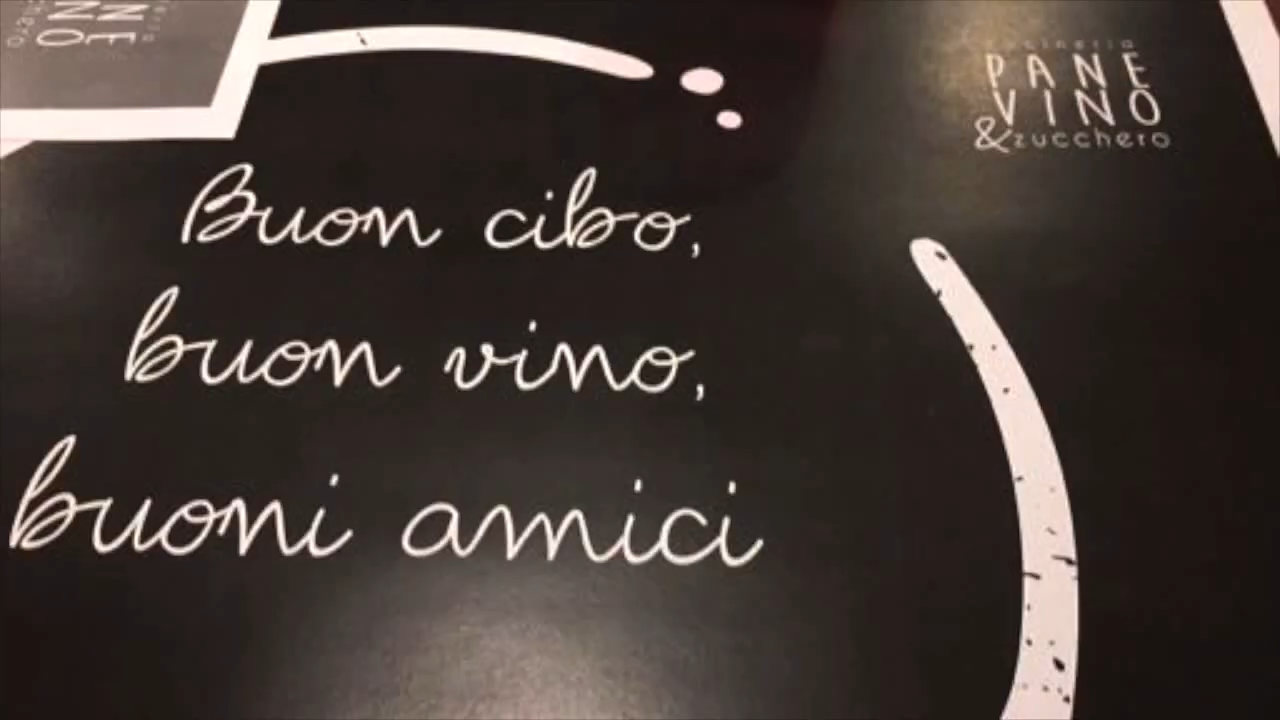 PANE
VINO
&zucchero
Buon cibo,
buon vino,
buoni amici